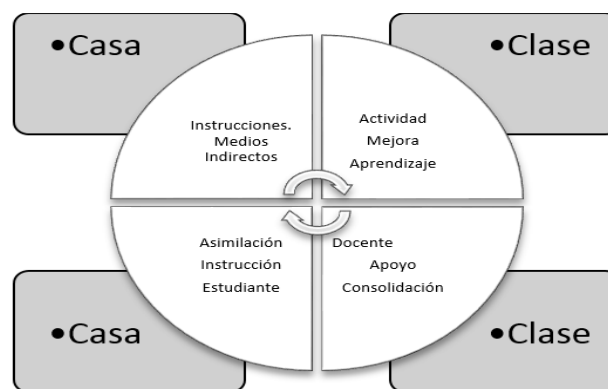 •Casa
•Clase
Instrucciones.
Medios
Indirectos
Actividad
Mejora
Aprendizaje
Asimilación
Instrucción
Estudiante
Docente
Apoyo
Consolidación
•Casa
•Clase